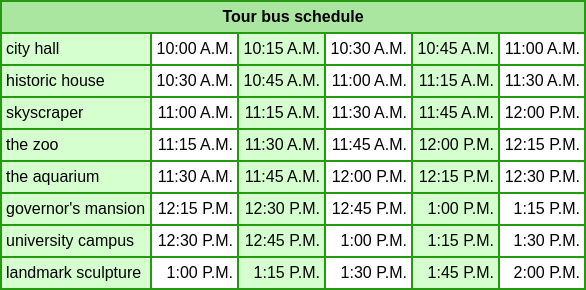 Tour bus schedule
city hall 10:00 A.M. 10:15 A.M. 10:30 A.M. 10:45 A.M. 11:00 A.M.
historic house 10:30 A.M. 10:45 A.M. 11:00 A.M. 11:15 A.M. 11:30 A.M.
skyscraper 11:00 A.M. 11:15 A.M. 11:30 A.M. 11:45 A.M. 12:00 P.M.
the zoo 11:15 A.M. 11:30 A.M. 11:45 A.M. 12:00 P.M. 12:15 P.M.
the aquarium 11:30 A.M. 11:45 A.M. 12:00 P.M. 12:15 P.M. 12:30 P.M.
governor's mansion 12:15 P.M. 12:30 P.M. 12:45 P.M. 1:00 P.M. 1:15 P.M.
university campus 12:30 P.M. 12:45 P.M. 1:00 P.M. 1:15 P.M. 1:30 P.M.
landmark sculpture 1:00 P.M. 1:15 P.M. 1:30 P.M. 1:45 P.M. 2:00 P.M.